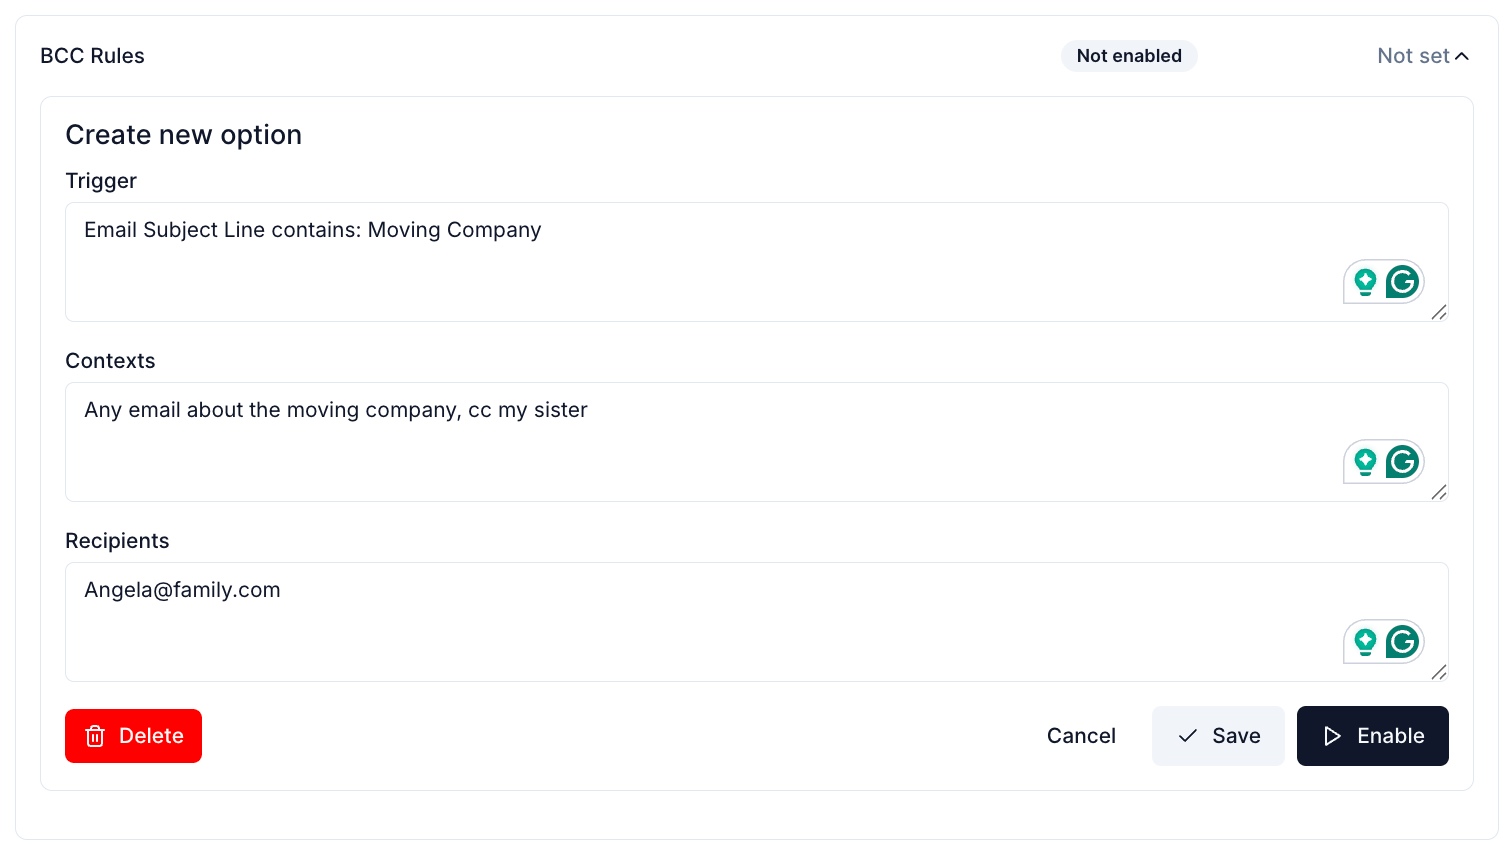 BCC Rules
Not enabled
Not set
Create new option
Trigger
Email Subject Line contains: Moving Company
Contexts
Any email about the moving company, cc my sister
Recipients
Angela@family.com
Delete
Cancel
Save
Enable